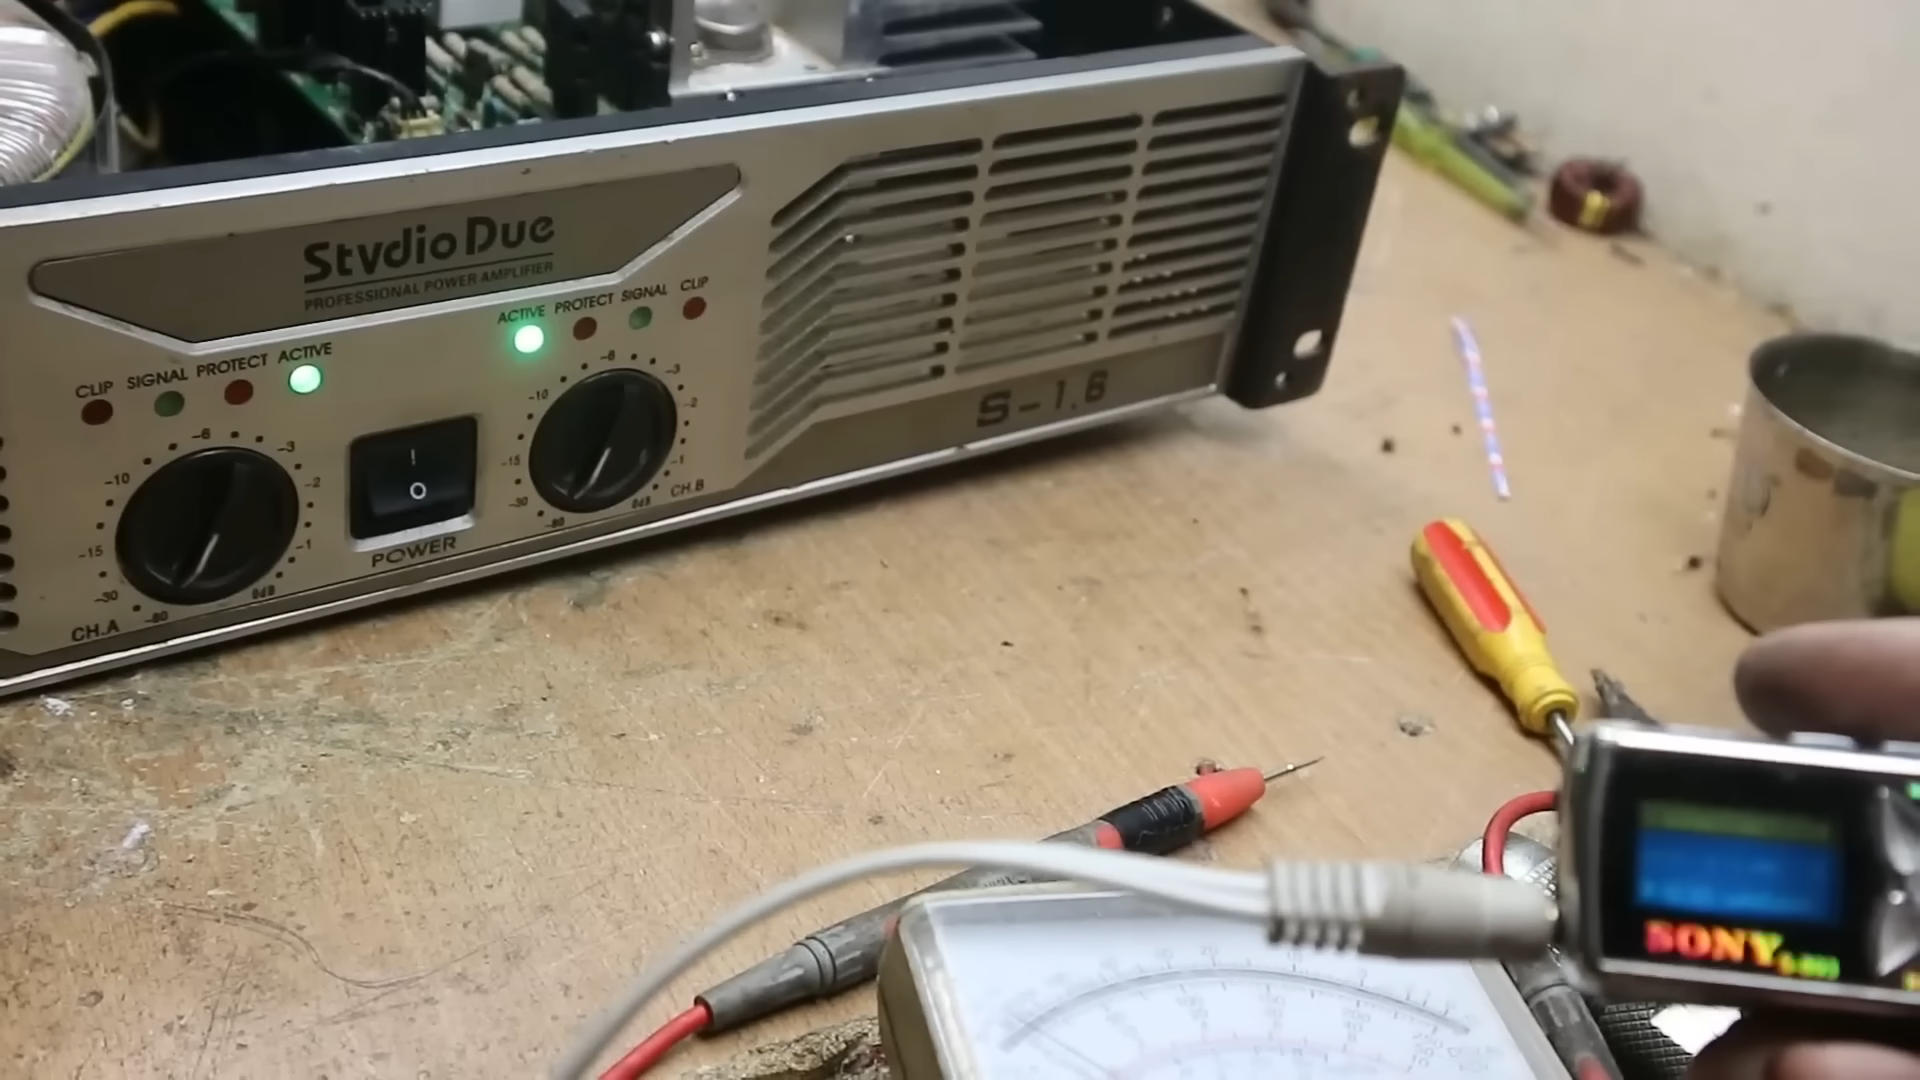 Stvdio Due
PROFESSIONAL POWER AMPLIFIER
ACTIVE PROTECT SIGNAL CLIP
CLIP SIGNAL PROTECT ACTIVE
-6
-3
-10
-2
-15
-1
-30
-80
0dB
CH.A
POWER
-6
-3
-10
-2
-15
-1
-30
-80
0dB
CH.B
S-1.6
SONY